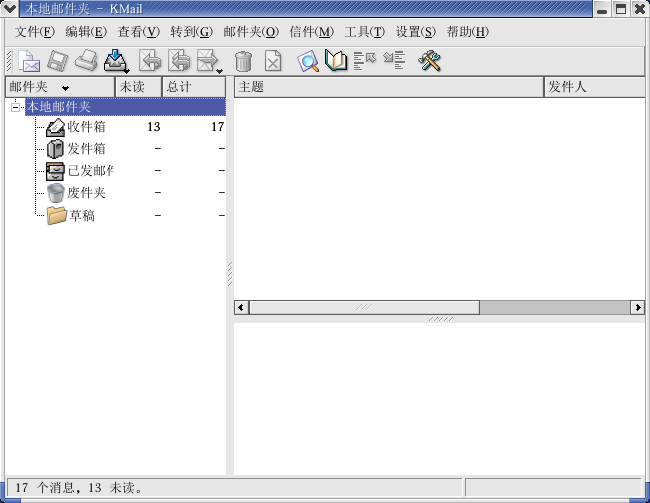 本地邮件夹 - KMail
文件(F) 编辑(E) 查看(V) 转到(G) 邮件夹(O) 信件(M) 工具(T) 设置(S) 帮助(H)
邮件夹 未读 总计 主题 发件人
本地邮件夹
收件箱 13 17
发件箱 - -
已发邮件 - -
废件夹 - -
草稿 - -
17 个消息，13 未读。